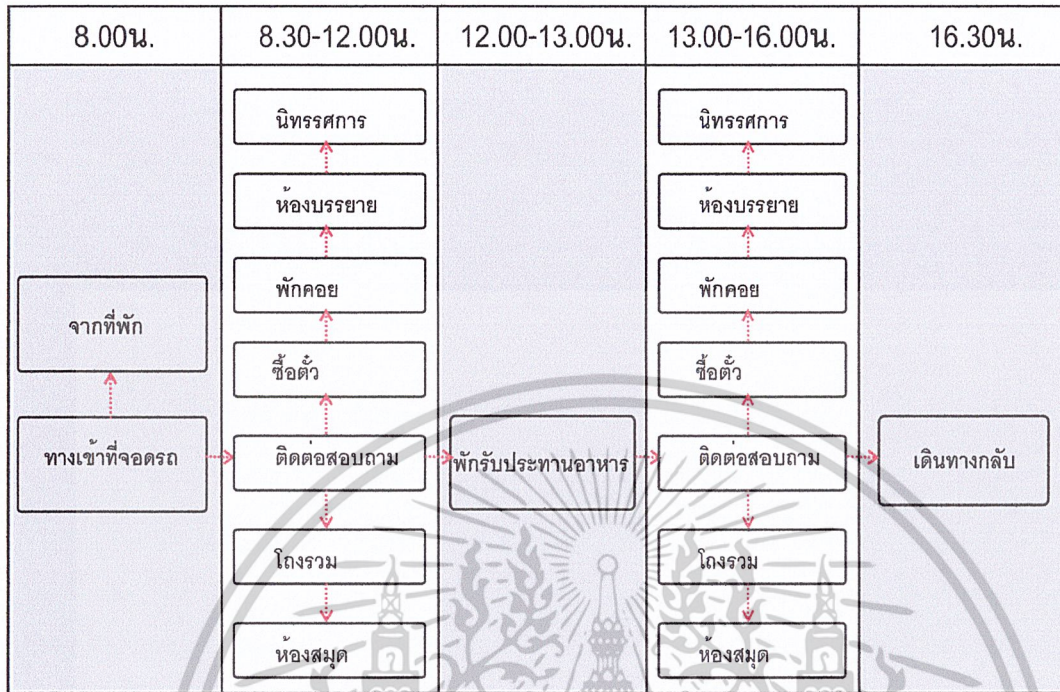 8.00น.
8.30-12.00น.
12.00-13.00น.
13.00-16.00น.
16.30น.
จากที่พัก
ทางเข้าที่จอดรถ
นิทรรศการ
ห้องบรรยาย
พักคอย
ซื้อตั๋ว
ติดต่อสอบถาม
โถงรวม
ห้องสมุด
พักรับประทานอาหาร
นิทรรศการ
ห้องบรรยาย
พักคอย
ซื้อตั๋ว
ติดต่อสอบถาม
โถงรวม
ห้องสมุด
เดินทางกลับ